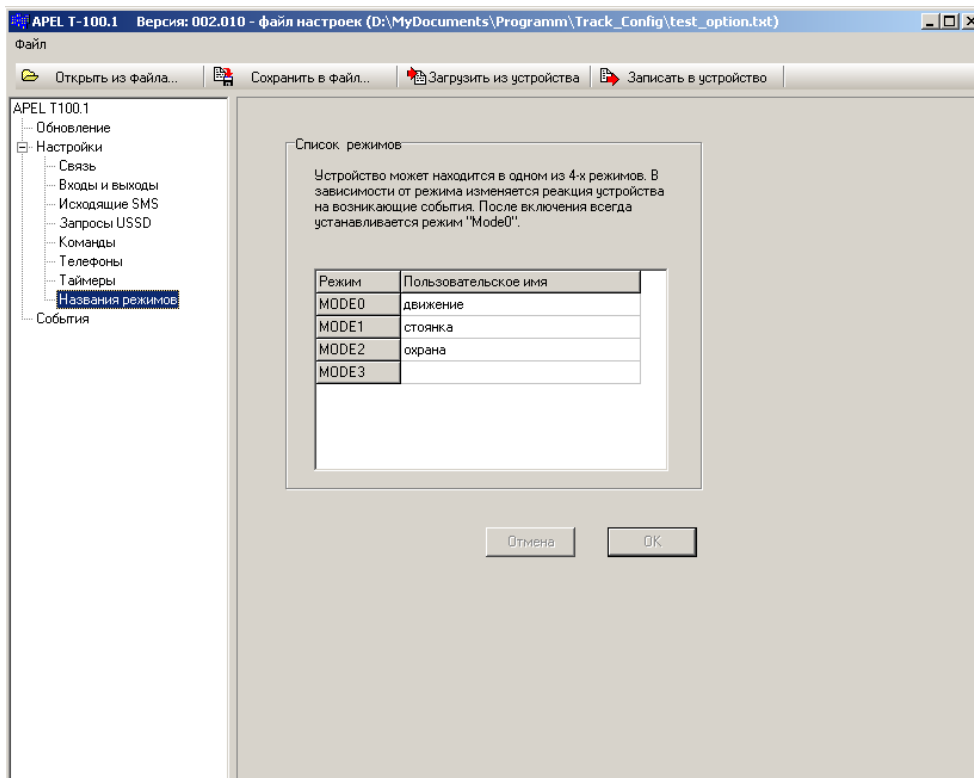 APEL T-100.1 Версия: 002.010 - файл настроек (D:\MyDocuments\Programm\Track_Config\test_option.txt)
Файл
Открыть из файла... Сохранить в файл... Загрузить из устройства Записать в устройство
APEL T100.1
Обновление
Настройки
Связь
Входы и выходы
Исходящие SMS
Запросы USSD
Команды
Телефоны
Таймеры
Названия режимов
События
Список режимов
Устройство может находится в одном из 4-х режимов. В
зависимости от режима изменяется реакция устройства
на возникающие события. После включения всегда
устанавливается режим "Mode0".
Режим Пользовательское имя
MODE0 движение
MODE1 стоянка
MODE2 охрана
MODE3
Отмена OK